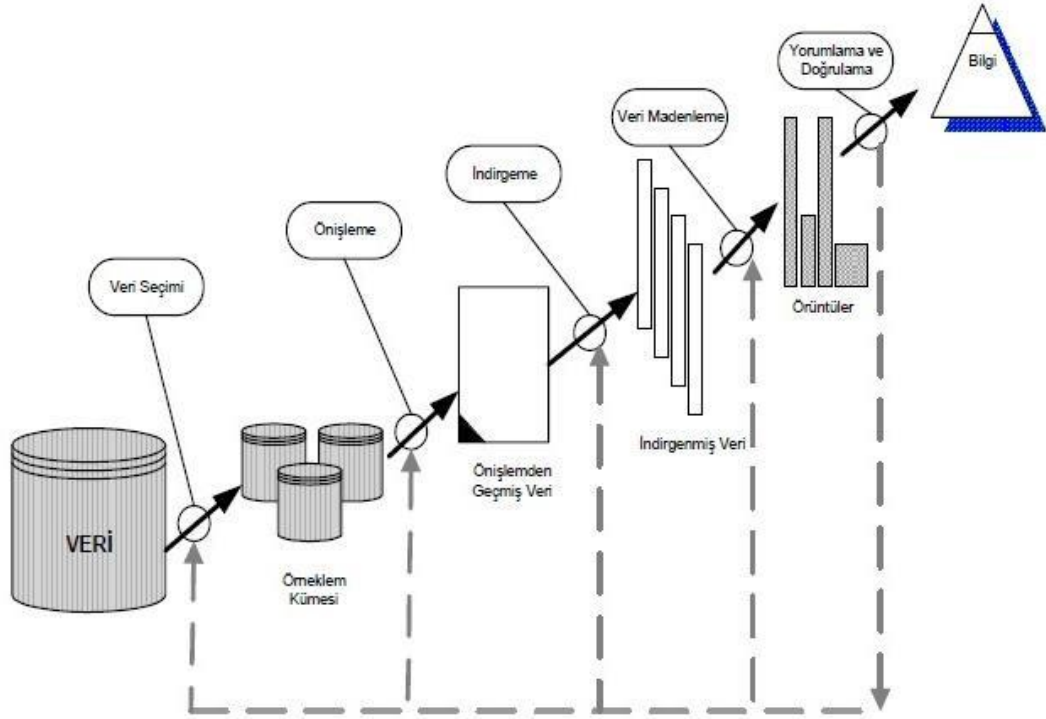 Veri Seçimi
VERİ
Örneklem
Kümesi
Önişleme
Önişlemden
Geçmiş Veri
İndirgeme
İndirgenmiş Veri
Veri Madenleme
Örüntüler
Yorumlama ve
Doğrulama
Bilgi